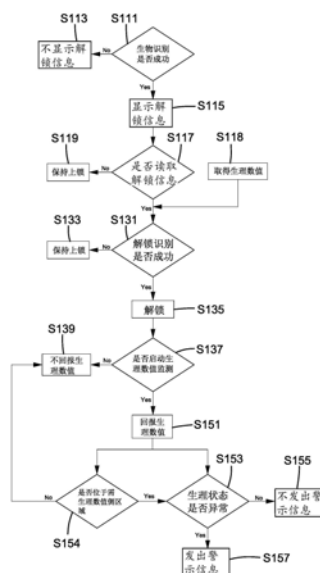 S113
S111
不显示解
锁信息
No
生物识别
是否成功
Yes
显示解
锁信息
S115
S119
S117
S118
保持上锁
No
是否读取
解锁信息
取得生理数值
Yes
S133
S131
保持上锁
No
解锁识别
是否成功
Yes
解锁
S135
S139
S137
不回报生
理数值
No
是否启动生
理数值监测
Yes
回报生
理数值
S151
S153
S155
No
是否位于需
生理数值侧区
域
Yes
生理状态
是否异常
No
不发出警
示信息
S154
Yes
发出警
示信息
S157